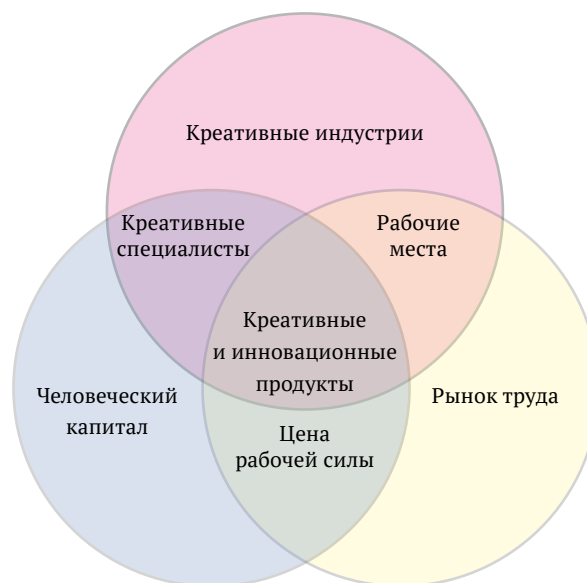 Креативные индустрии
Креативные
специалисты
Рабочие
места
Креативные
и инновационные
продукты
Человеческий
капитал
Рынок труда
Цена
рабочей силы